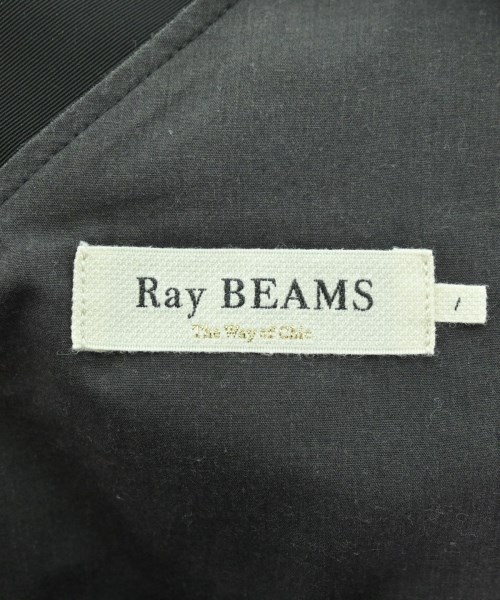 Ray BEAMS
The Way of Chic
1